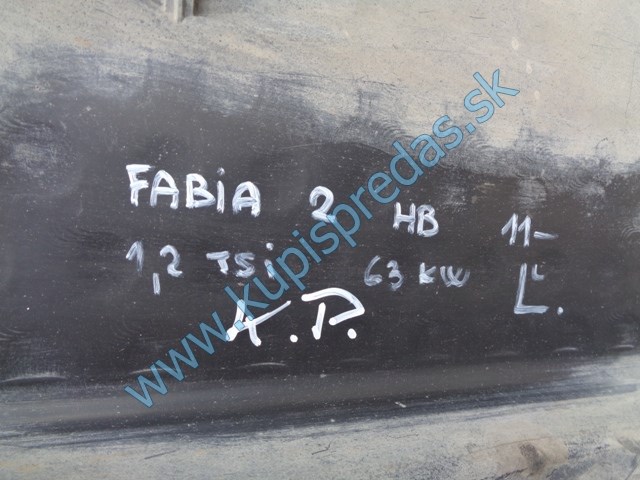 FABIA 2 HB 11-
1,2 TSi 63 KW L.
A.P.
www.kupispredas.sk